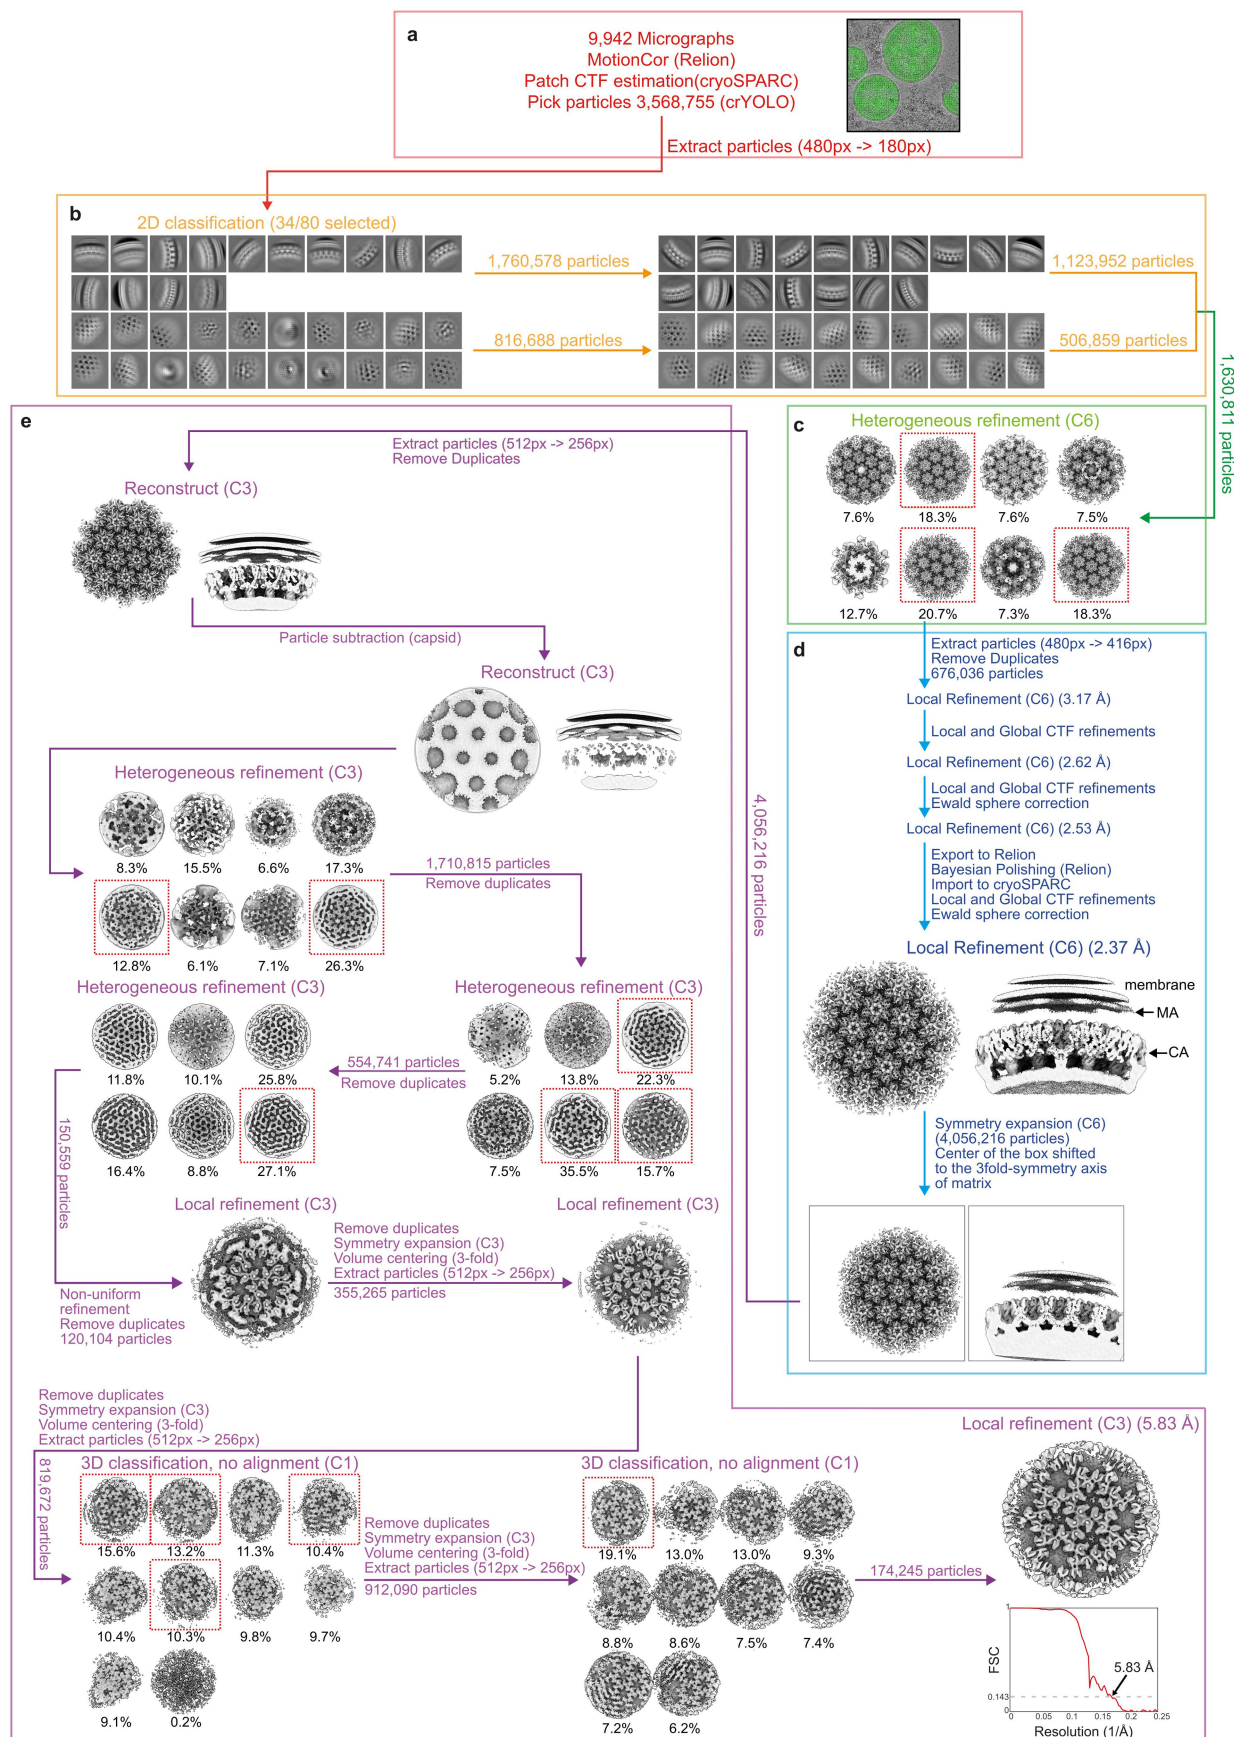 a
9,942 Micrographs
MotionCor (Relion)
Patch CTF estimation(cryoSPARC)
Pick particles 3,568,755 (crYOLO)
Extract particles (480px -> 180px)
b
2D classification (34/80 selected)
1,760,578 particles
1,123,952 particles
816,688 particles
506,859 particles
1,630,811 particles
c
Heterogeneous refinement (C6)
7.6%
18.3%
7.6%
7.5%
12.7%
20.7%
7.3%
18.3%
d
Extract particles (480px -> 416px)
Remove Duplicates
676,036 particles
Local Refinement (C6) (3.17 Å)
Local and Global CTF refinements
Local Refinement (C6) (2.62 Å)
Local and Global CTF refinements
Ewald sphere correction
Local Refinement (C6) (2.53 Å)
Export to Relion
Bayesian Polishing (Relion)
Import to cryoSPARC
Local and Global CTF refinements
Ewald sphere correction
Local Refinement (C6) (2.37 Å)
membrane
MA
CA
Symmetry expansion (C6)
(4,056,216 particles)
Center of the box shifted
to the 3fold-symmetry axis
of matrix
4,056,216 particles
e
Extract particles (512px -> 256px)
Remove Duplicates
Reconstruct (C3)
Particle subtraction (capsid)
Reconstruct (C3)
Heterogeneous refinement (C3)
8.3%
15.5%
6.6%
17.3%
12.8%
6.1%
7.1%
26.3%
1,710,815 particles
Remove duplicates
Heterogeneous refinement (C3)
5.2%
13.8%
22.3%
7.5%
35.5%
15.7%
554,741 particles
Remove duplicates
Heterogeneous refinement (C3)
11.8%
10.1%
25.8%
16.4%
8.8%
27.1%
150,559 particles
Non-uniform
refinement
Remove duplicates
120,104 particles
Local refinement (C3)
Remove duplicates
Symmetry expansion (C3)
Volume centering (3-fold)
Extract particles (512px -> 256px)
355,265 particles
Local refinement (C3)
Remove duplicates
Symmetry expansion (C3)
Volume centering (3-fold)
Extract particles (512px -> 256px)
819,672 particles
3D classification, no alignment (C1)
15.6%
13.2%
11.3%
10.4%
10.4%
10.3%
9.8%
9.7%
9.1%
0.2%
Remove duplicates
Symmetry expansion (C3)
Volume centering (3-fold)
Extract particles (512px -> 256px)
912,090 particles
3D classification, no alignment (C1)
19.1%
13.0%
13.0%
9.3%
8.8%
8.6%
7.5%
7.4%
7.2%
6.2%
174,245 particles
Local refinement (C3) (5.83 Å)
1
FSC
5.83 Å
0.143
0
0
0.05
0.1
0.15
0.2
0.25
Resolution (1/Å)